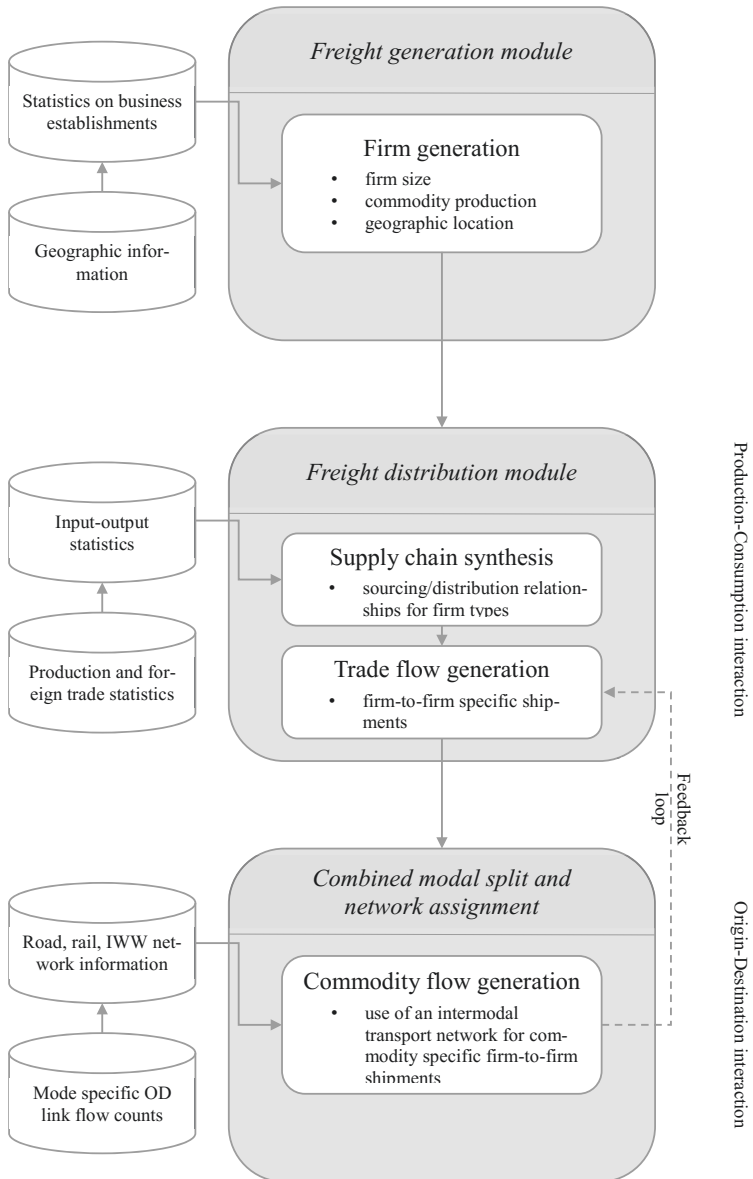 Freight generation module
Statistics on business
establishments
Firm generation
• firm size
• commodity production
• geographic location
Geographic infor-
mation
Freight distribution module
Input-output
statistics
Supply chain synthesis
• sourcing/distribution relation-
ships for firm types
Production and for-
eign trade statistics
Trade flow generation
• firm-to-firm specific ship-
ments
Production-Consumption interaction
Feedback
loop
Combined modal split and
network assignment
Road, rail, IWW net-
work information
Commodity flow generation
• use of an intermodal
transport network for com-
modity specific firm-to-firm
shipments
Mode specific OD
link flow counts
Origin-Destination interaction